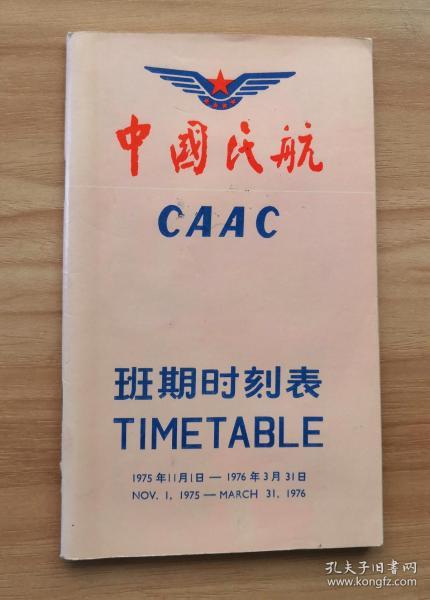 中國民航
CAAC
班期时刻表
TIMETABLE
1975年11月1日—1976年3月31日
NOV. 1, 1975—MARCH 31, 1976
孔夫子旧书网
www.kongfz.com